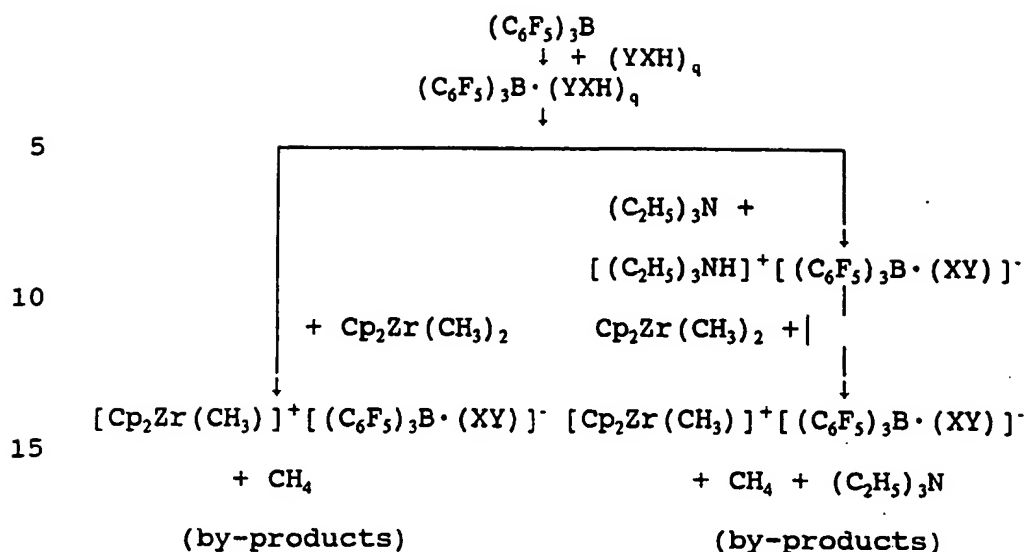 (C₆F₅)₃B
↓ + (YXH)q
(C₆F₅)₃B·(YXH)q
↓
5
(C₂H₅)₃N +
↓
[(C₂H₅)₃NH]⁺[(C₆F₅)₃B·(XY)]⁻
10
+ Cp₂Zr(CH₃)₂ Cp₂Zr(CH₃)₂ +|
↓ ↓
[Cp₂Zr(CH₃)]⁺[(C₆F₅)₃B·(XY)]⁻ [Cp₂Zr(CH₃)]⁺[(C₆F₅)₃B·(XY)]⁻
15
+ CH₄ + CH₄ + (C₂H₅)₃N
(by-products) (by-products)